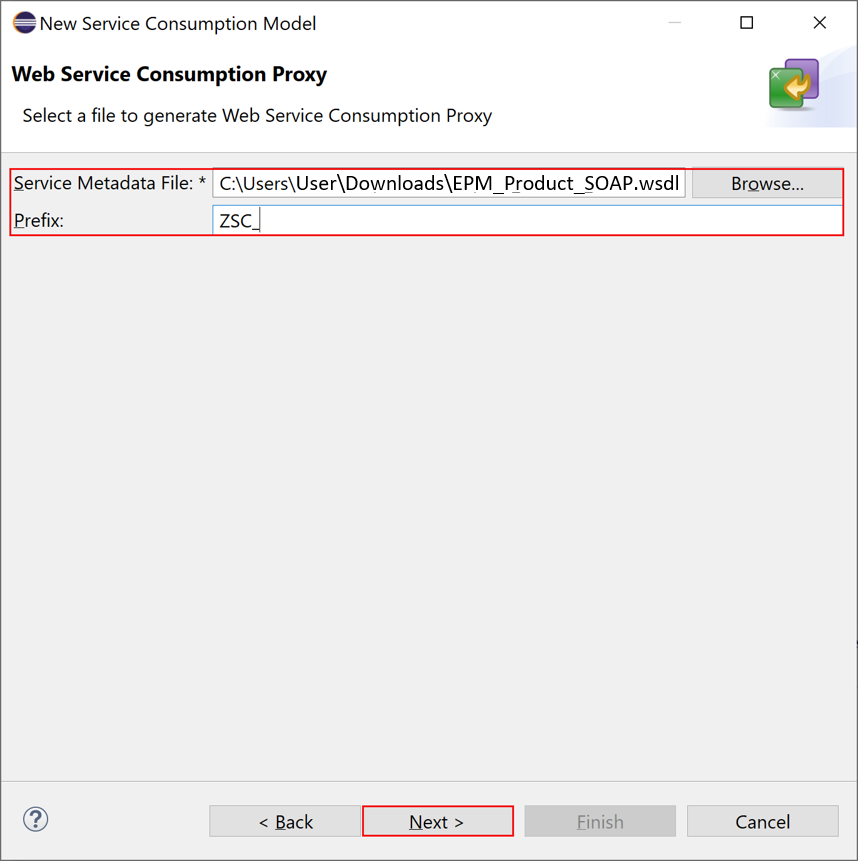 New Service Consumption Model
Web Service Consumption Proxy
Select a file to generate Web Service Consumption Proxy
Service Metadata File: * C:\Users\User\Downloads\EPM_Product_SOAP.wsdl Browse...
Prefix: ZSC_
? < Back Next > Finish Cancel